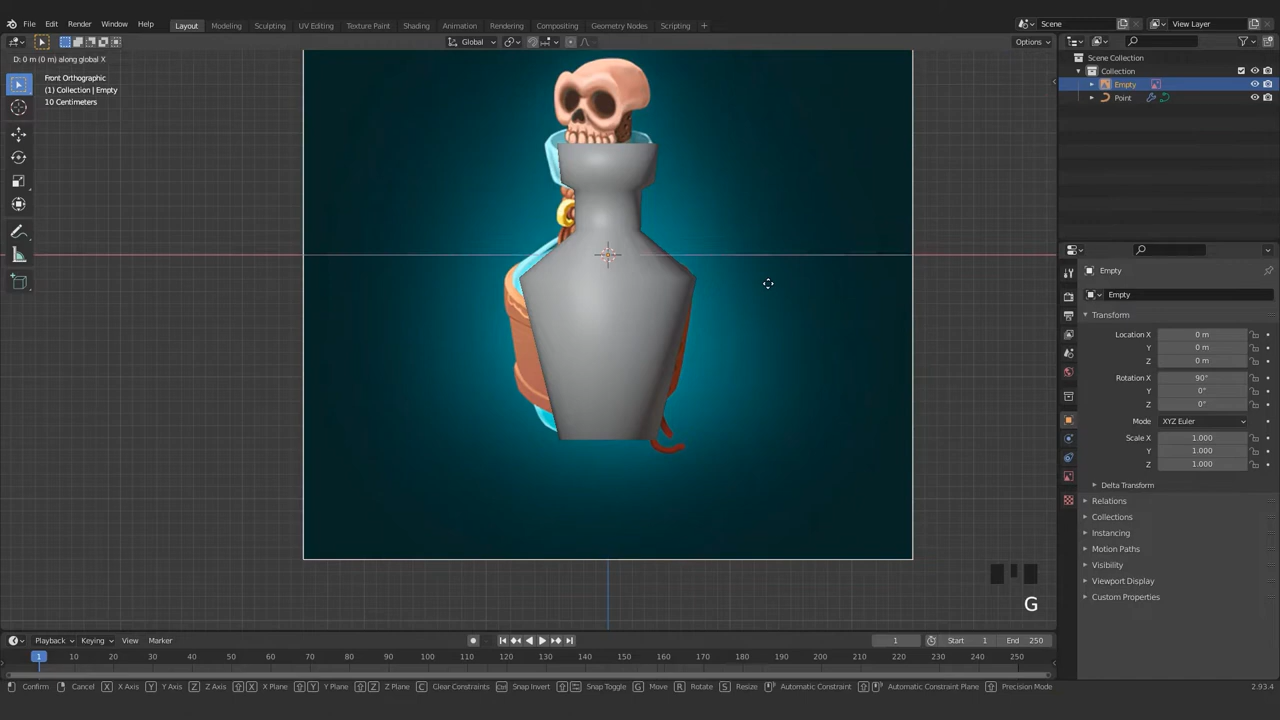 File Edit Render Window Help Layout Modeling Sculpting UV Editing Texture Paint Shading Animation Rendering Compositing Geometry Nodes Scripting + Scene View Layer
Global Options
D: 0 m (0 m) along global X
Front Orthographic
(1) Collection | Empty
10 Centimeters
Scene Collection
Collection
Empty
Point
Empty
Empty
Transform
Location X 0 m
Y 0 m
Z 0 m
Rotation X 90°
Y 0°
Z 0°
Mode XYZ Euler
Scale X 1.000
Y 1.000
Z 1.000
Delta Transform
Relations
Collections
Instancing
Motion Paths
Visibility
Viewport Display
Custom Properties
G
Playback Keying View Marker 1 Start 1 End 250
1 10 20 30 40 50 60 70 80 90 100 110 120 130 140 150 160 170 180 190 200 210 220 230 240 250
Confirm Cancel X X Axis Y Y Axis Z Z Axis X X Plane Y Y Plane Z Z Plane C Clear Constraints Ctrl Snap Invert Snap Toggle G Move R Rotate S Resize Automatic Constraint Automatic Constraint Plane Precision Mode 2.93.4